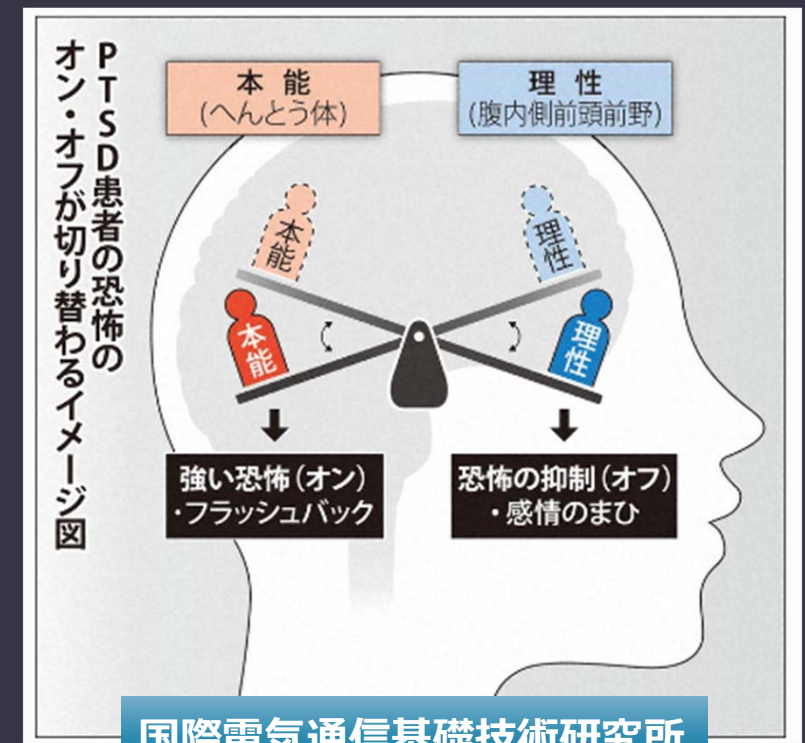 PTSD患者の恐怖の
オン・オフが切り替わるイメージ図
本能
(へんとう体)
理性
(腹内側前頭前野)
本能
理性
本能
理性
強い恐怖(オン)
・フラッシュバック
恐怖の抑制(オフ)
・感情のまひ
国際電気通信基礎技術研究所